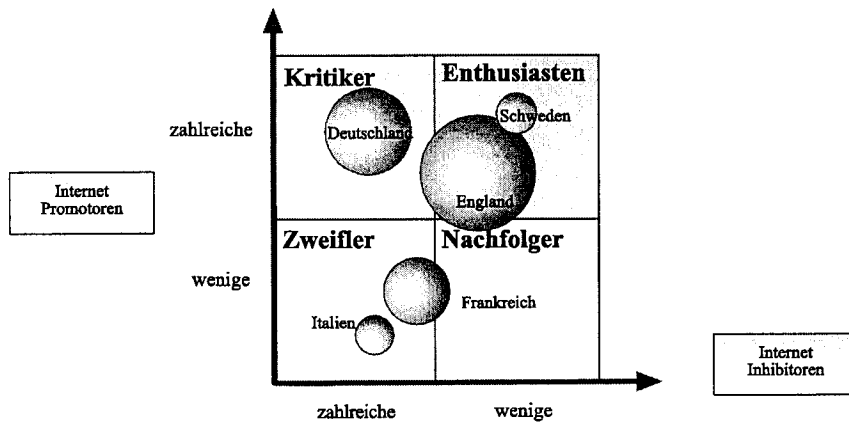 Kritiker
Enthusiasten
Schweden
zahlreiche
Deutschland
Internet
Promotoren
England
Zweifler
Nachfolger
wenige
Italien
Frankreich
Internet
Inhibitoren
zahlreiche
wenige